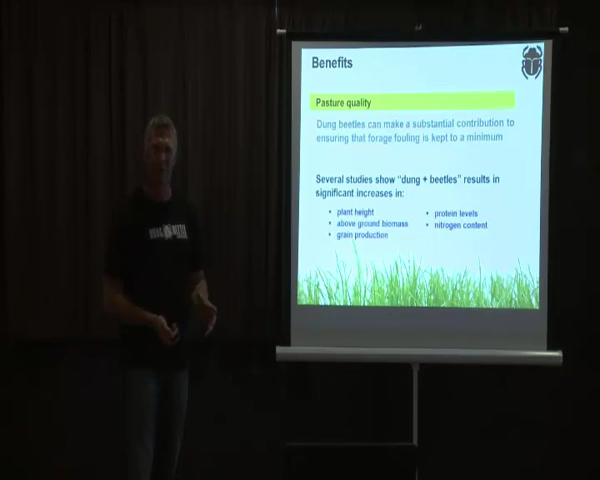 Benefits
Pasture quality
Dung beetles can make a substantial contribution to
ensuring that forage fouling is kept to a minimum
Several studies show "dung + beetles" results in
significant increases in:
• plant height
• above ground biomass
• grain production
• protein levels
• nitrogen content